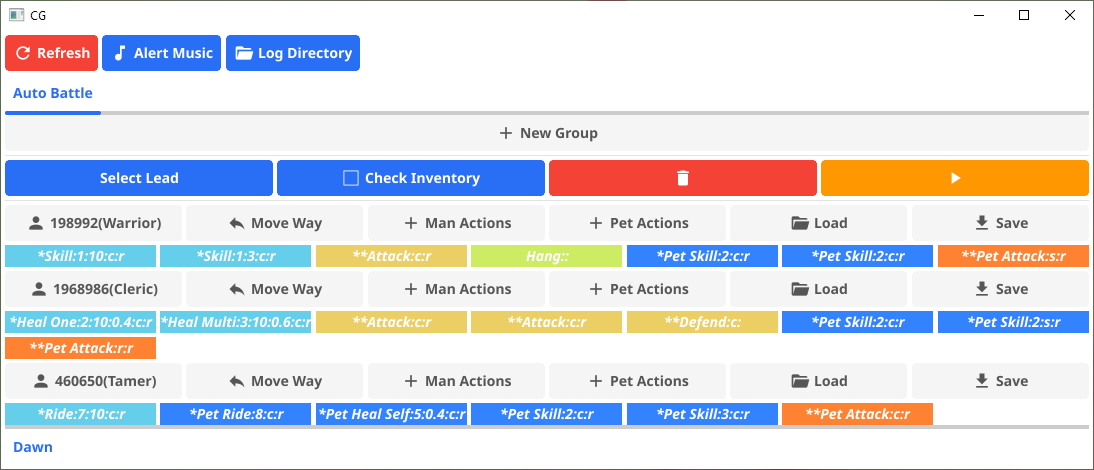 CG
Refresh Alert Music Log Directory
Auto Battle
New Group
Select Lead Check Inventory
198992(Warrior) Move Way Man Actions Pet Actions Load Save
*Skill:1:10:c:r *Skill:1:3:c:r **Attack:c:r Hang:: *Pet Skill:2:c:r *Pet Skill:2:c:r **Pet Attack:s:r
1968986(Cleric) Move Way Man Actions Pet Actions Load Save
*Heal One:2:10:0.4:c:r *Heal Multi:3:10:0.6:c:r **Attack:c:r **Attack:c:r **Defend:c: *Pet Skill:2:c:r *Pet Skill:2:s:r
**Pet Attack:r:r
460650(Tamer) Move Way Man Actions Pet Actions Load Save
*Ride:7:10:c:r *Pet Ride:8:c:r *Pet Heal Self:5:0.4:c:r *Pet Skill:2:c:r *Pet Skill:3:c:r **Pet Attack:c:r
Dawn